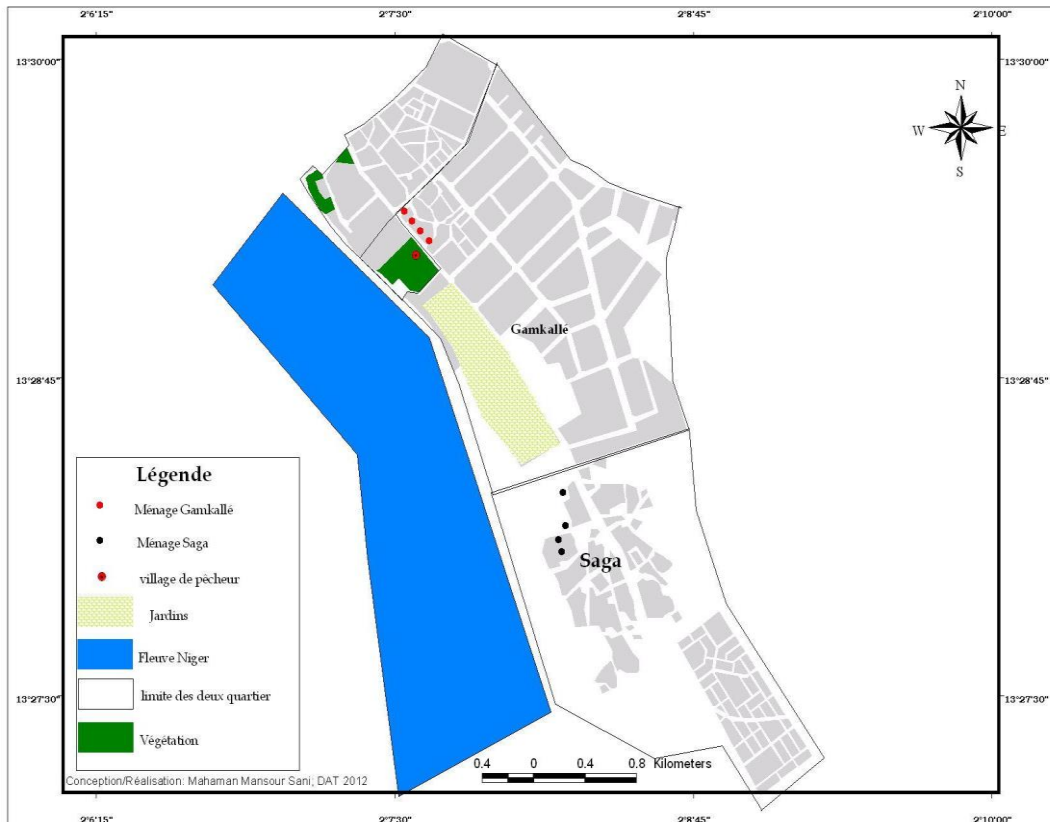 2°6'15" 2°7'30" 2°8'45" 2°10'00"
13°30'00" 13°30'00"
N
W E
S
Gamkallé
13°28'45" 13°28'45"
Légende
Ménage Gamkallé
Ménage Saga
village de pêcheur
Jardins
Fleuve Niger
limite des deux quartier
Végétation
Saga
13°27'30" 13°27'30"
0.4 0 0.4 0.8 Kilometers
Conception/Réalisation: Mahaman Mansour Sani; DAT 2012
2°6'15" 2°7'30" 2°8'45" 2°10'00"